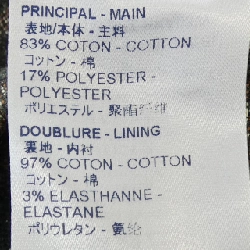 PRINCIPAL - MAIN
表地/本体 - 主料
83% COTON - COTTON
コットン - 棉
17% POLYESTER -
POLYESTER
ポリエステル - 聚酯纤维
DOUBLURE - LINING
裏地 - 内衬
97% COTON - COTTON
コットン - 棉
3% ELASTHANNE -
ELASTANE
ポリウレタン - 氨纶